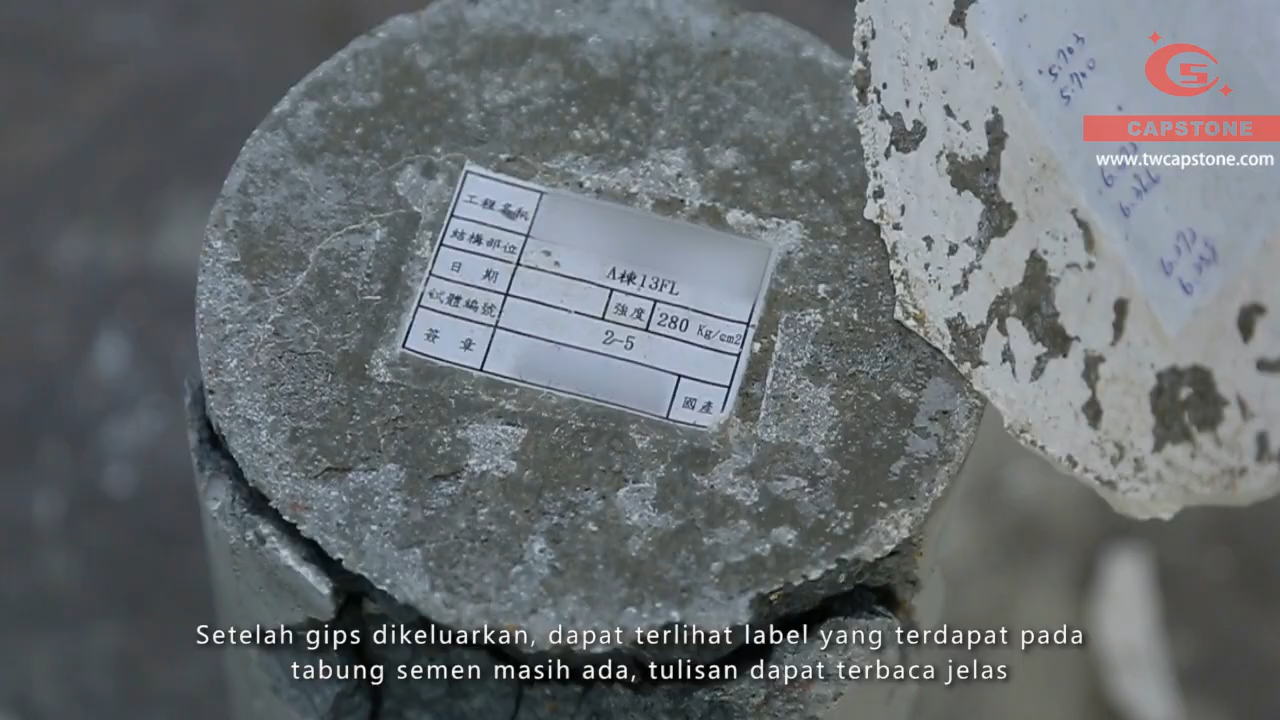 CAPSTONE
www.twcapstone.com
5.703
5.700
工程名稱
結構部位 A棟13FL
日 期 強度 280 Kg/cm2
試體編號 2-5
簽 章 國產
Setelah gips dikeluarkan, dapat terlihat label yang terdapat pada
tabung semen masih ada, tulisan dapat terbaca jelas